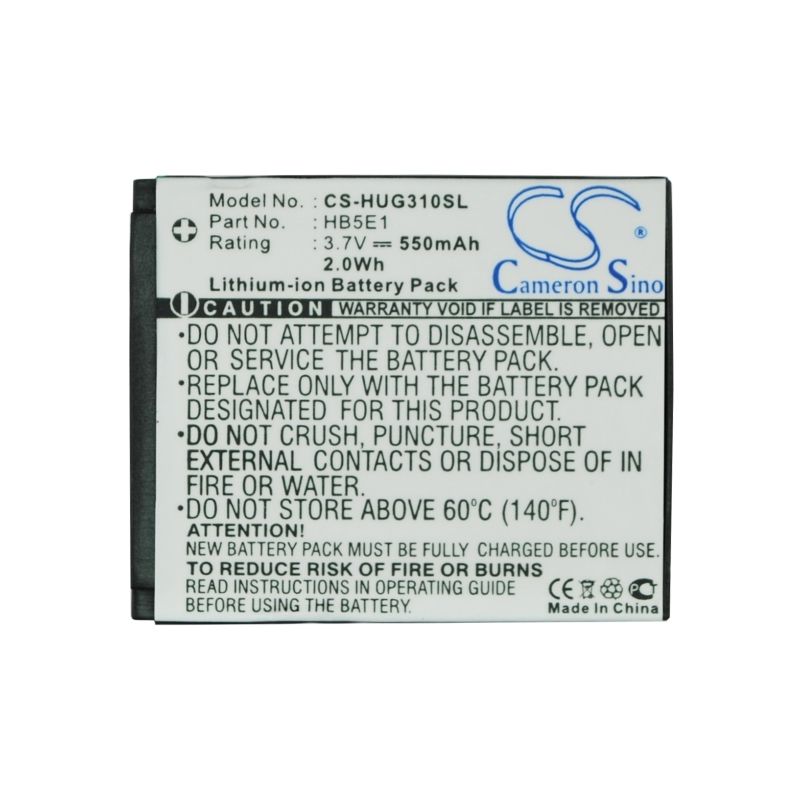 Model No. : CS-HUG310SL
Part No. : HB5E1
Rating : 3.7V 550mAh
2.0Wh
Lithium-ion Battery Pack
CS ®
Cameron Sino
CAUTION WARRANTY VOID IF LABEL IS REMOVED
•DO NOT ATTEMPT TO DISASSEMBLE, OPEN
OR SERVICE THE BATTERY PACK.
•REPLACE ONLY WITH THE BATTERY PACK
DESIGNATED FOR THIS PRODUCT.
•DO NOT CRUSH, PUNCTURE, SHORT
EXTERNAL CONTACTS OR DISPOSE OF IN
FIRE OR WATER.
•DO NOT STORE ABOVE 60°C (140°F).
ATTENTION!
NEW BATTERY PACK MUST BE FULLY CHARGED BEFORE USE.
TO REDUCE RISK OF FIRE OR BURNS
READ INSTRUCTIONS IN OPERATING GUIDE
BEFORE USING BATTERY.
CE
Made In China